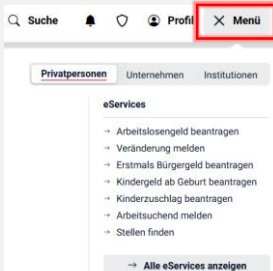 Suche Profil Menü
Privatpersonen Unternehmen Institutionen
eServices
→ Arbeitslosengeld beantragen
→ Veränderung melden
→ Erstmals Bürgergeld beantragen
→ Kindergeld ab Geburt beantragen
→ Kinderzuschlag beantragen
→ Arbeitsuchend melden
→ Stellen finden
→ Alle eServices anzeigen